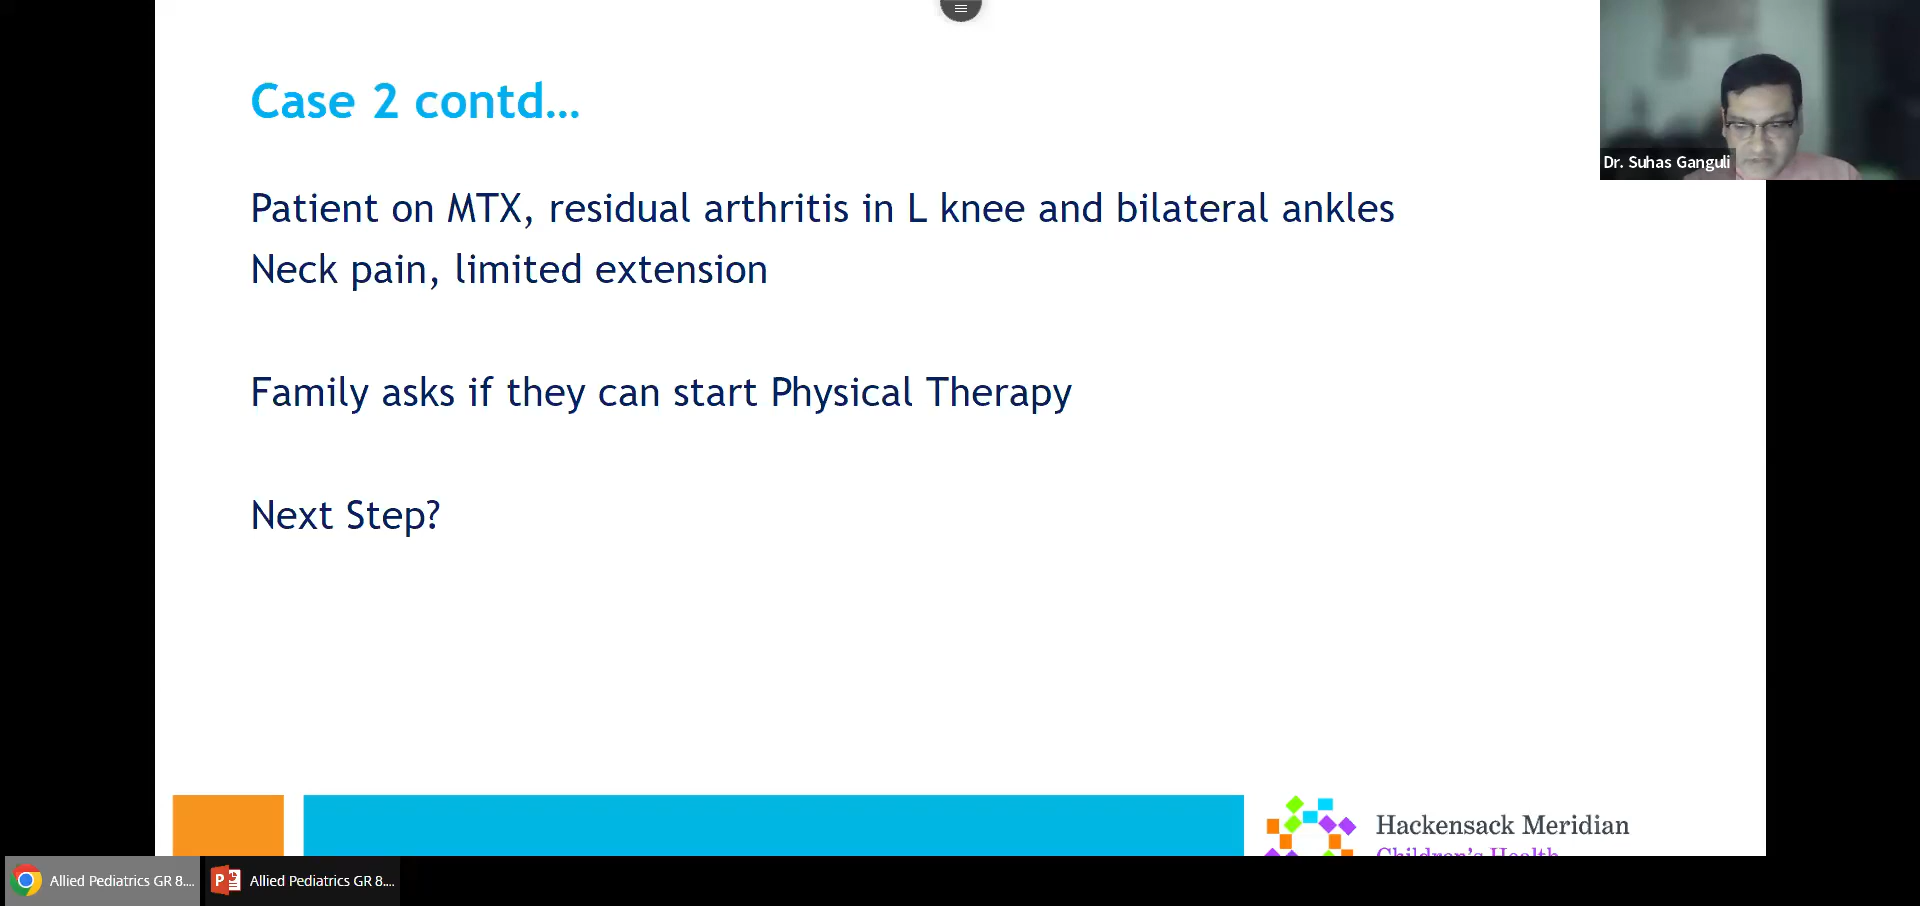 Case 2 contd...
Dr. Suhas Ganguli
Patient on MTX, residual arthritis in L knee and bilateral ankles
Neck pain, limited extension
Family asks if they can start Physical Therapy
Next Step?
Hackensack Meridian
Children's Health
Allied Pediatrics GR 8....
Allied Pediatrics GR 8....